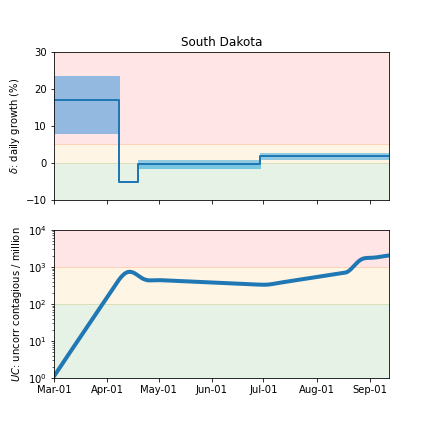 South Dakota
30
20
10
0
−10
δ: daily growth (%)
10⁴
10³
10²
10¹
10⁰
UC: uncorr contagious / million
Mar-01 Apr-01 May-01 Jun-01 Jul-01 Aug-01 Sep-01